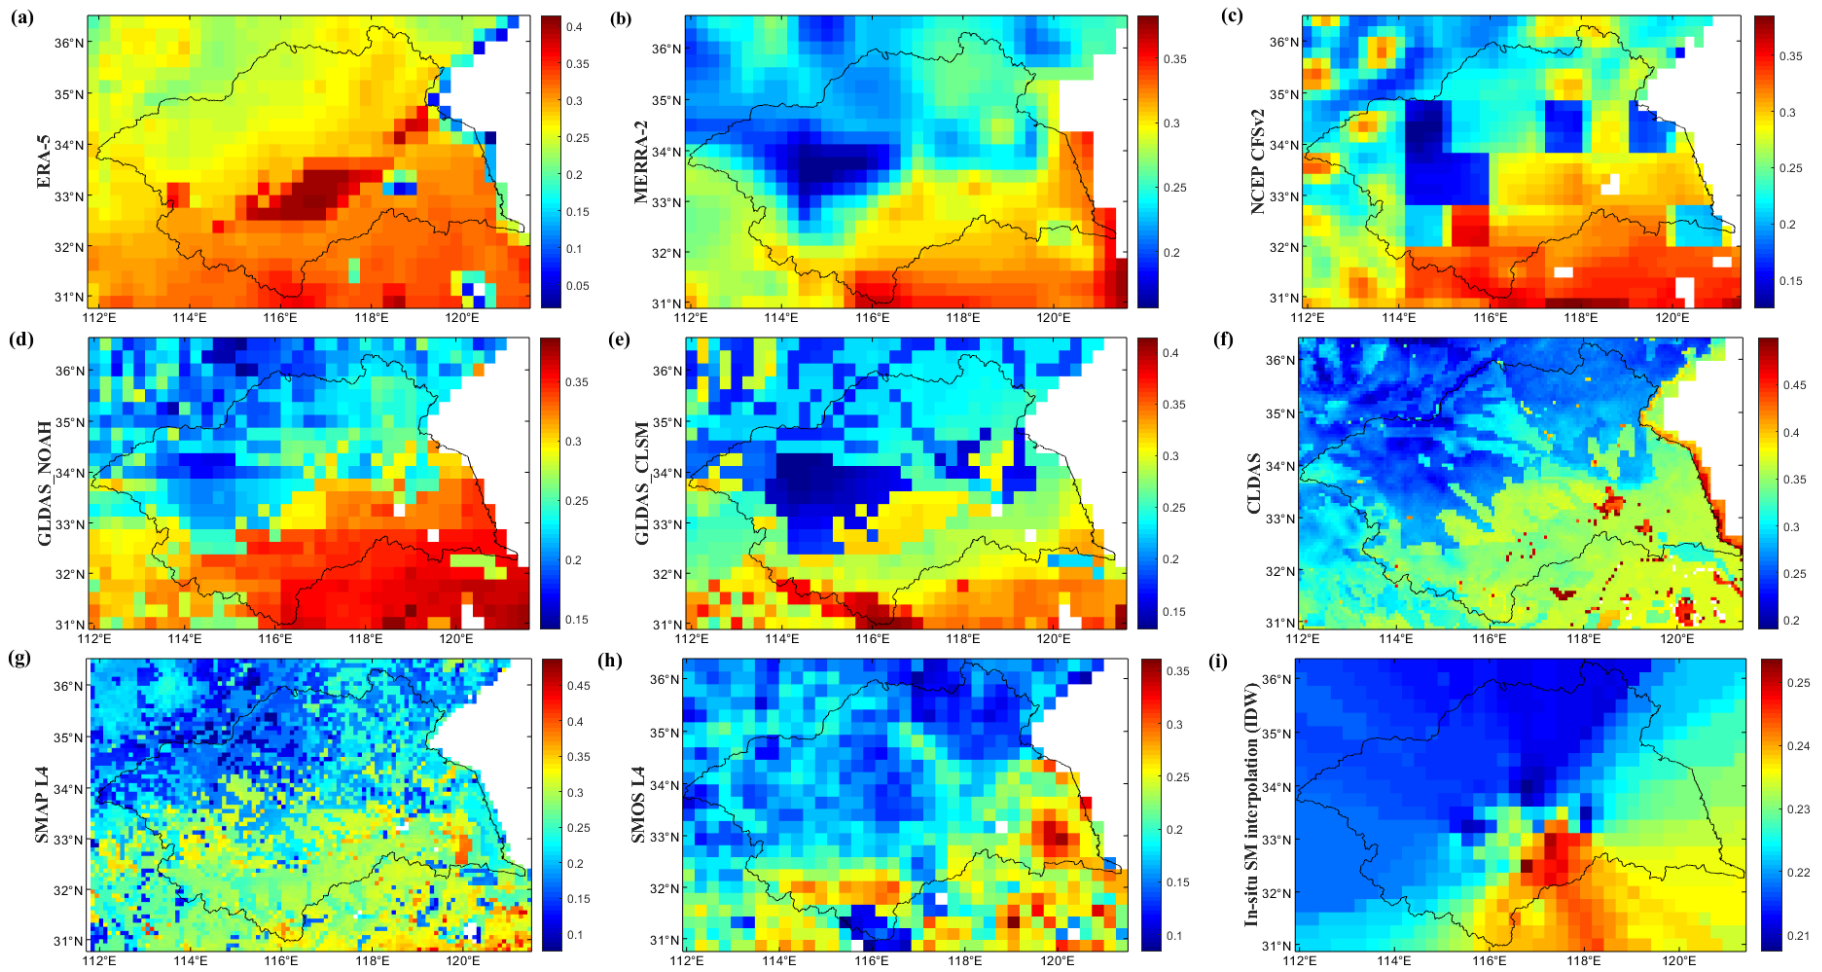 (a)
ERA-5
36°N
35°N
34°N
33°N
32°N
31°N
112°E 114°E 116°E 118°E 120°E
0.4
0.35
0.3
0.25
0.2
0.15
0.1
0.05
(b)
MERRA-2
36°N
35°N
34°N
33°N
32°N
31°N
112°E 114°E 116°E 118°E 120°E
0.35
0.3
0.25
0.2
(c)
NCEP CFSv2
36°N
35°N
34°N
33°N
32°N
31°N
112°E 114°E 116°E 118°E 120°E
0.35
0.3
0.25
0.2
0.15
(d)
GLDAS_NOAH
36°N
35°N
34°N
33°N
32°N
31°N
112°E 114°E 116°E 118°E 120°E
0.35
0.3
0.25
0.2
0.15
(e)
GLDAS_CLSM
36°N
35°N
34°N
33°N
32°N
31°N
112°E 114°E 116°E 118°E 120°E
0.4
0.35
0.3
0.25
0.2
0.15
(f)
CLDAS
36°N
35°N
34°N
33°N
32°N
31°N
112°E 114°E 116°E 118°E 120°E
0.45
0.4
0.35
0.3
0.25
0.2
(g)
SMAP L4
36°N
35°N
34°N
33°N
32°N
31°N
112°E 114°E 116°E 118°E 120°E
0.45
0.4
0.35
0.3
0.25
0.2
0.15
0.1
(h)
SMOS L4
36°N
35°N
34°N
33°N
32°N
31°N
112°E 114°E 116°E 118°E 120°E
0.35
0.3
0.25
0.2
0.15
0.1
(i)
In-situ SM interpolation (IDW)
36°N
35°N
34°N
33°N
32°N
31°N
112°E 114°E 116°E 118°E 120°E
0.25
0.24
0.23
0.22
0.21